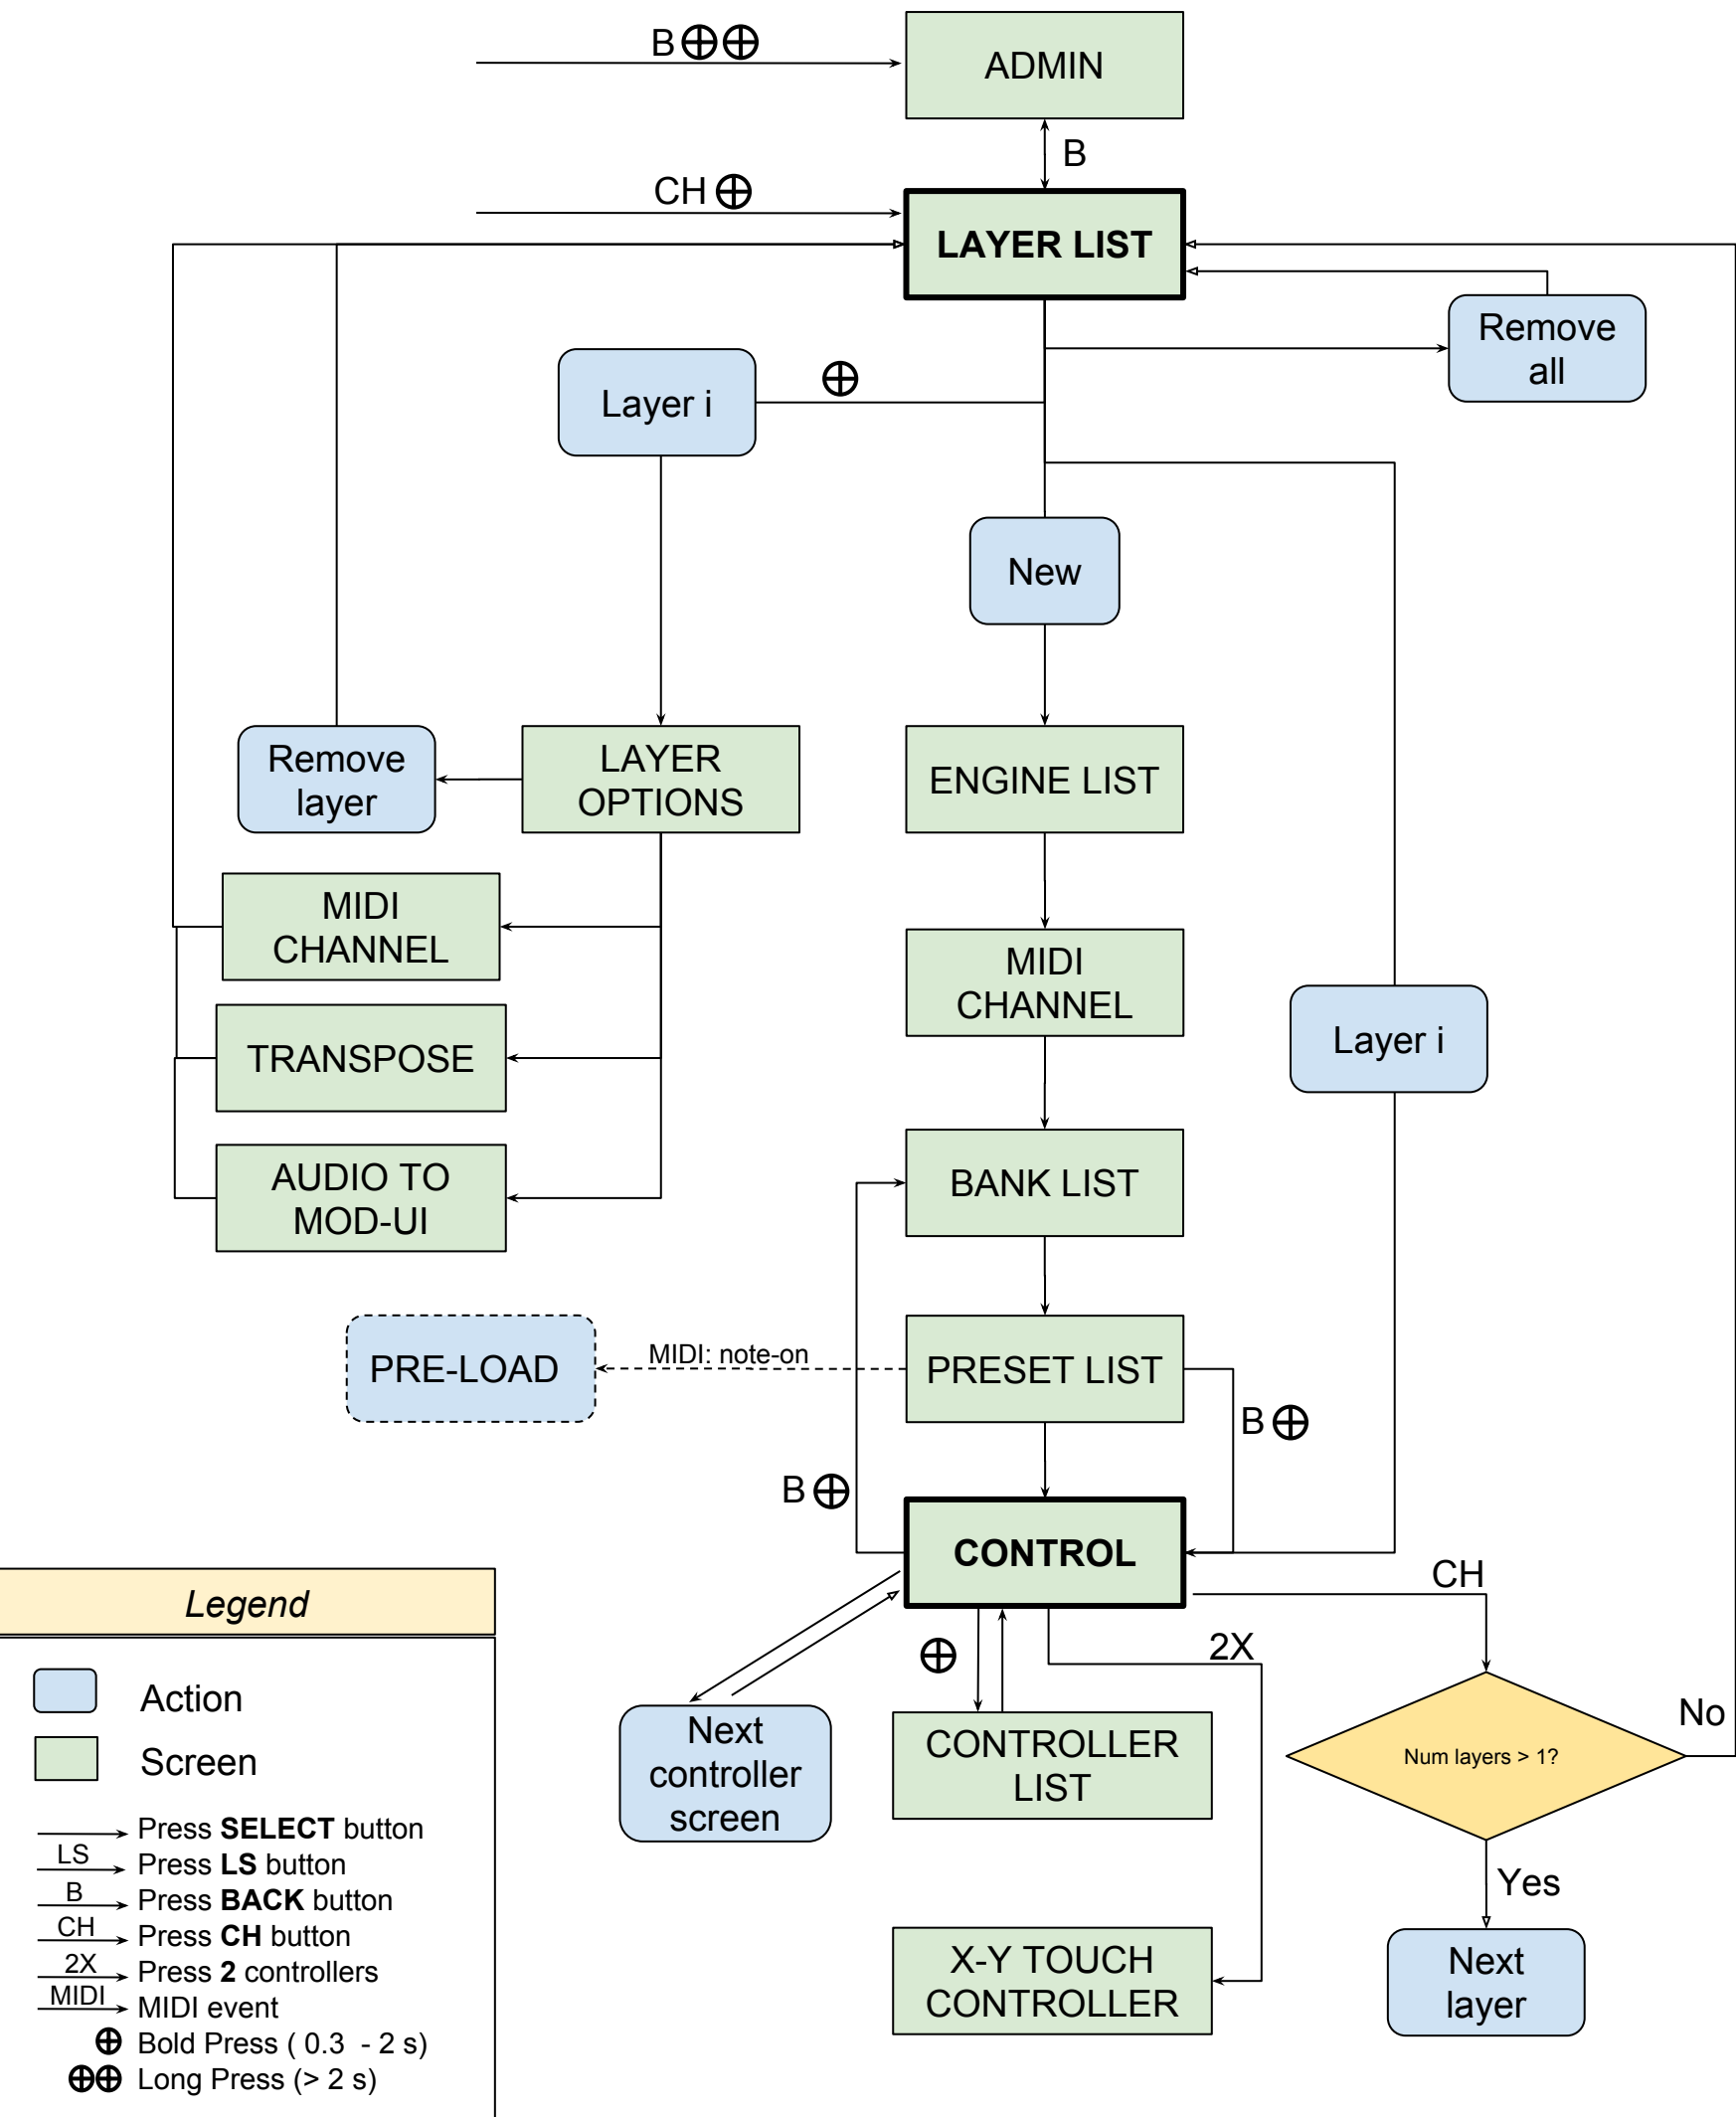 B ⊕⊕
ADMIN
B
CH ⊕
LAYER LIST
Remove
all
Layer i
⊕
New
Remove
layer
LAYER
OPTIONS
ENGINE LIST
MIDI
CHANNEL
MIDI
CHANNEL
Layer i
TRANSPOSE
AUDIO TO
MOD-UI
BANK LIST
PRE-LOAD
MIDI: note-on
PRESET LIST
B ⊕
B ⊕
CONTROL
CH
⊕
2X
Next
controller
screen
CONTROLLER
LIST
Num layers > 1?
No
Yes
X-Y TOUCH
CONTROLLER
Next
layer
Legend
Action
Screen
Press SELECT button
LS Press LS button
B Press BACK button
CH Press CH button
2X Press 2 controllers
MIDI MIDI event
⊕ Bold Press ( 0.3 - 2 s)
⊕⊕ Long Press (> 2 s)